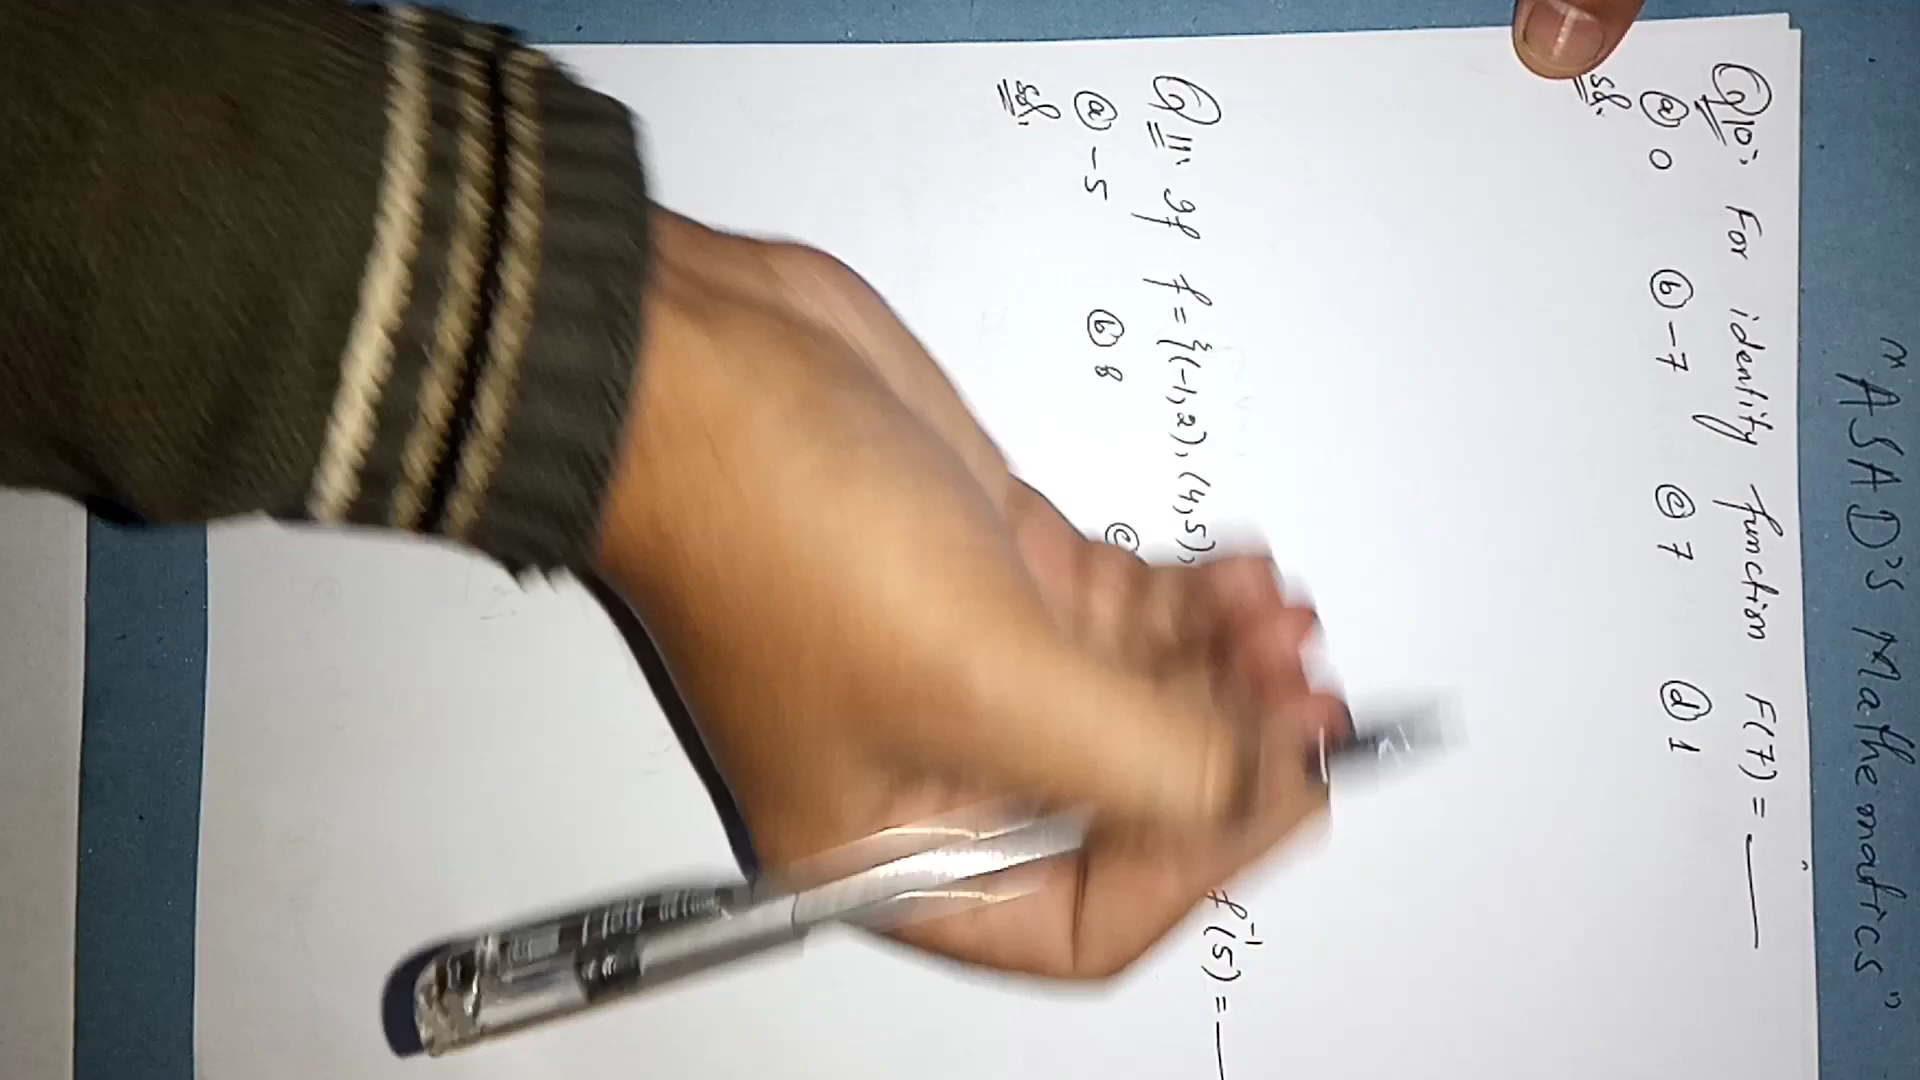 "ASAD's Mathematics"
Q10: For identity function F(7) = ___
(a) 0 (b) -7 (c) 7 (d) 1
Sol.
Q11. If f = {(-1,2), (4,5), f⁻¹(5) = ___
(a) -5 (b) 8 (c)
Sol.